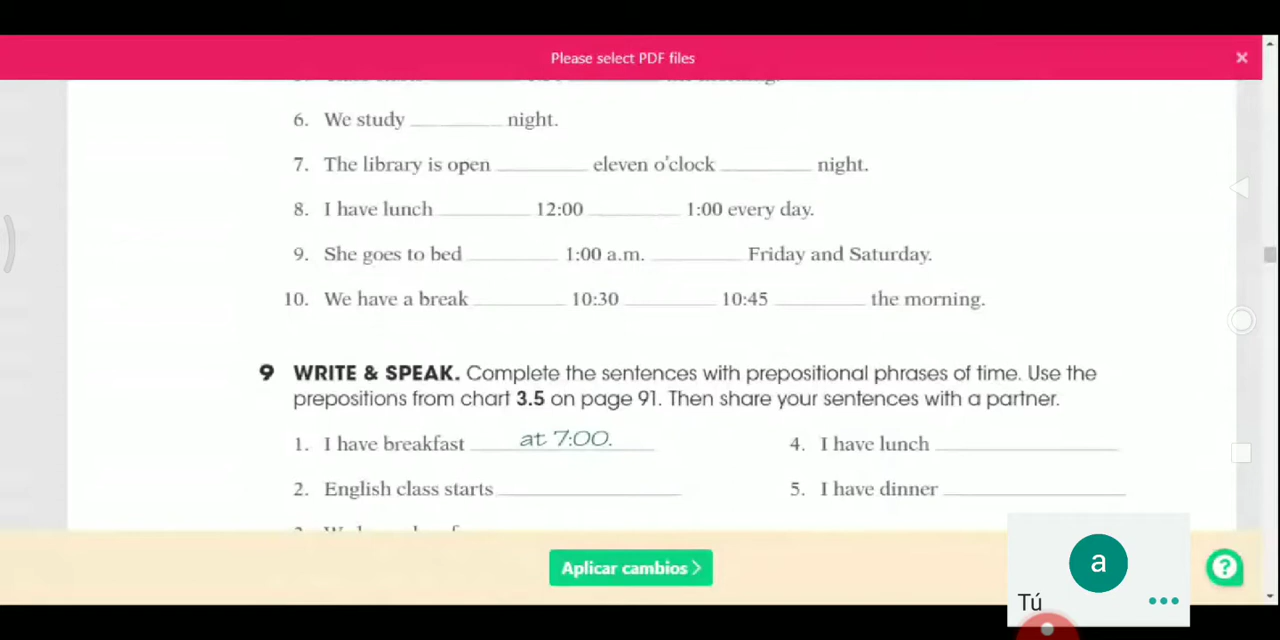 Please select PDF files ×
6. We study ________ night.
7. The library is open ________ eleven o'clock ________ night.
8. I have lunch ________ 12:00 ________ 1:00 every day.
9. She goes to bed ________ 1:00 a.m. ________ Friday and Saturday.
10. We have a break ________ 10:30 ________ 10:45 ________ the morning.
9 WRITE & SPEAK. Complete the sentences with prepositional phrases of time. Use the
prepositions from chart 3.5 on page 91. Then share your sentences with a partner.
1. I have breakfast at 7:00.
4. I have lunch ________
2. English class starts ________
5. I have dinner ________
Aplicar cambios >
a
Tú
?